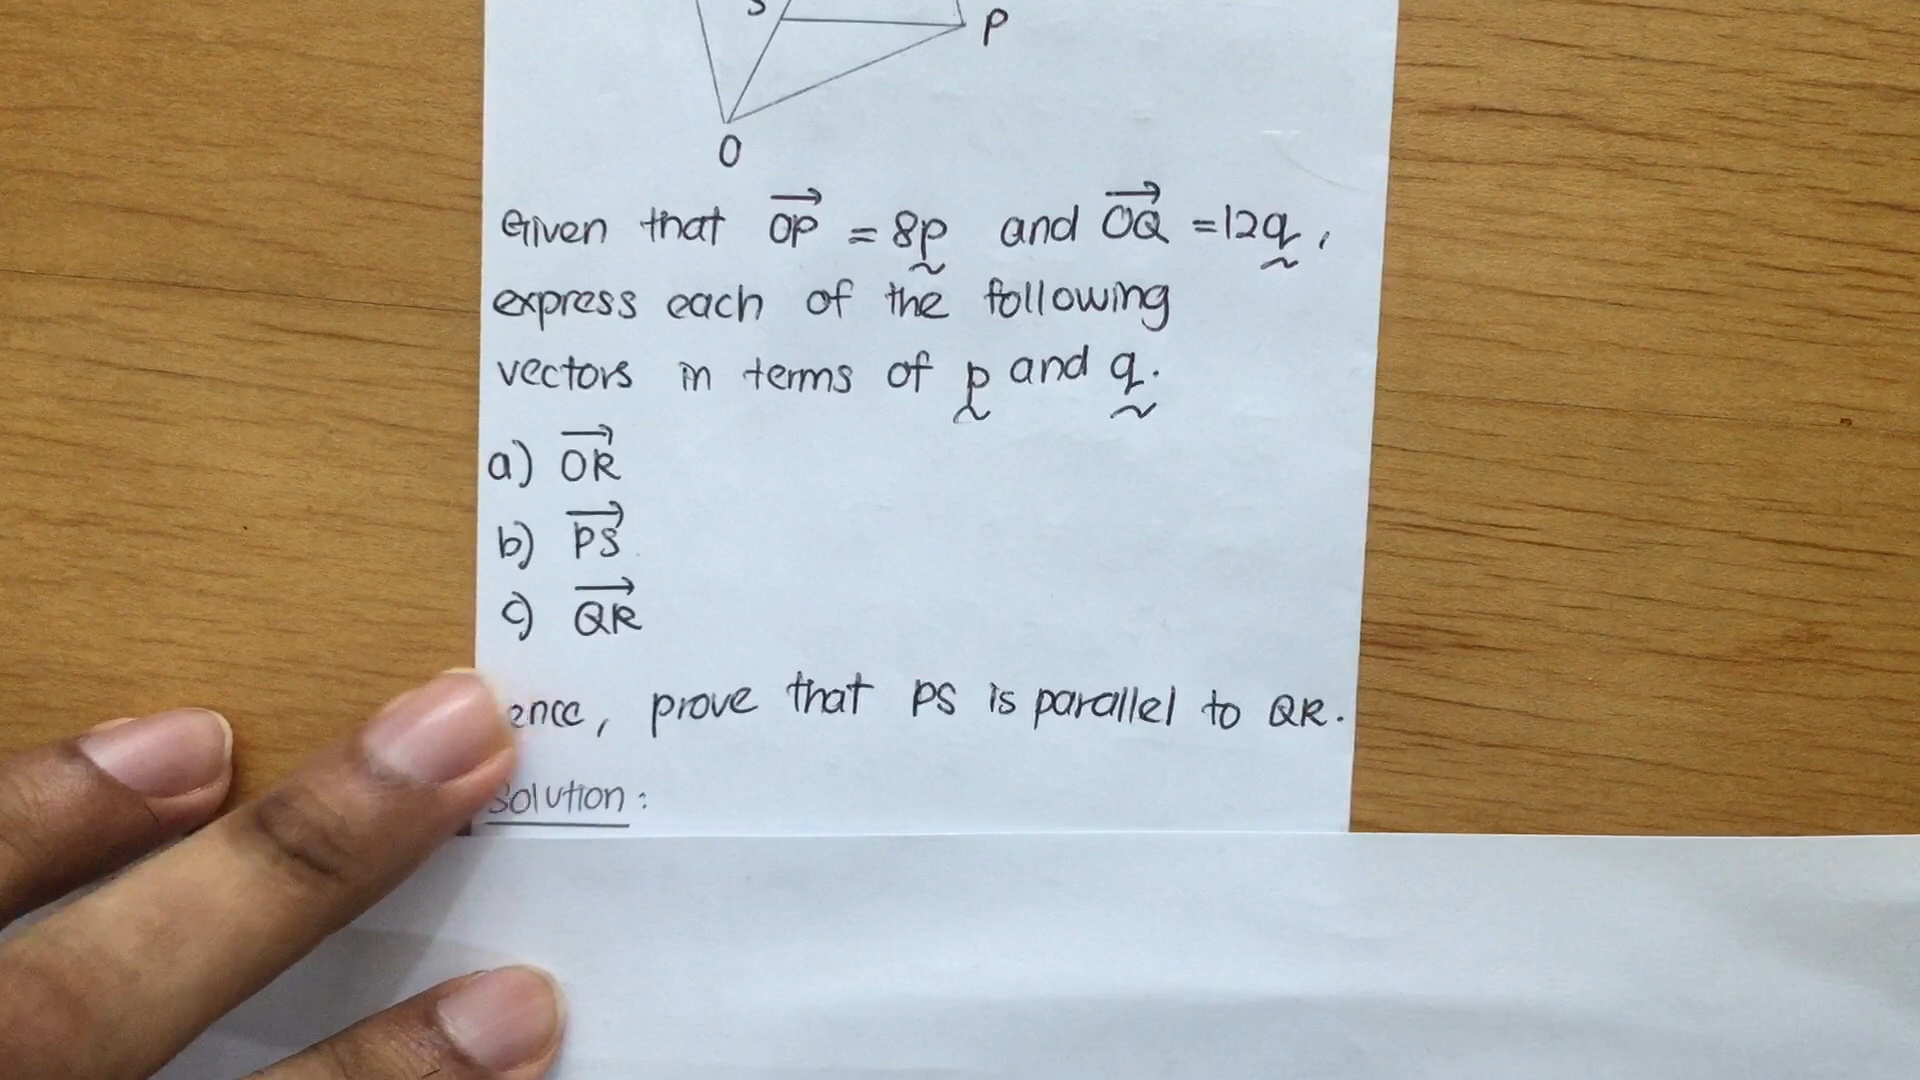 S
P
O
Given that OP = 8p and OQ = 12q,
express each of the following
vectors in terms of p and q.
a) OR
b) PS
c) QR
ence, prove that PS is parallel to QR.
Solution: